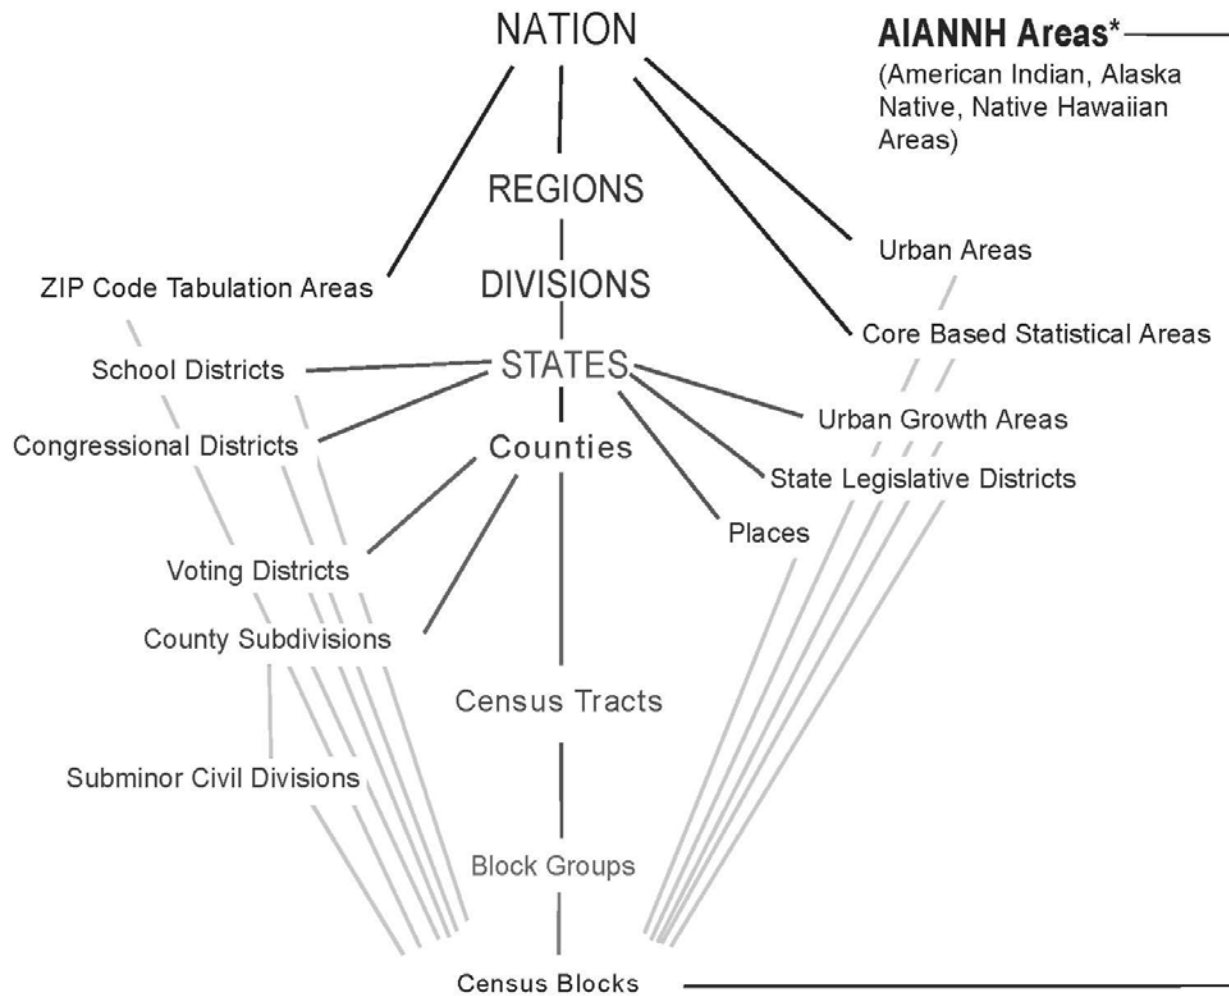 NATION
AIANNH Areas*
(American Indian, Alaska
Native, Native Hawaiian
Areas)
REGIONS
Urban Areas
ZIP Code Tabulation Areas
DIVISIONS
Core Based Statistical Areas
School Districts
STATES
Urban Growth Areas
Congressional Districts
Counties
State Legislative Districts
Places
Voting Districts
County Subdivisions
Census Tracts
Subminor Civil Divisions
Block Groups
Census Blocks